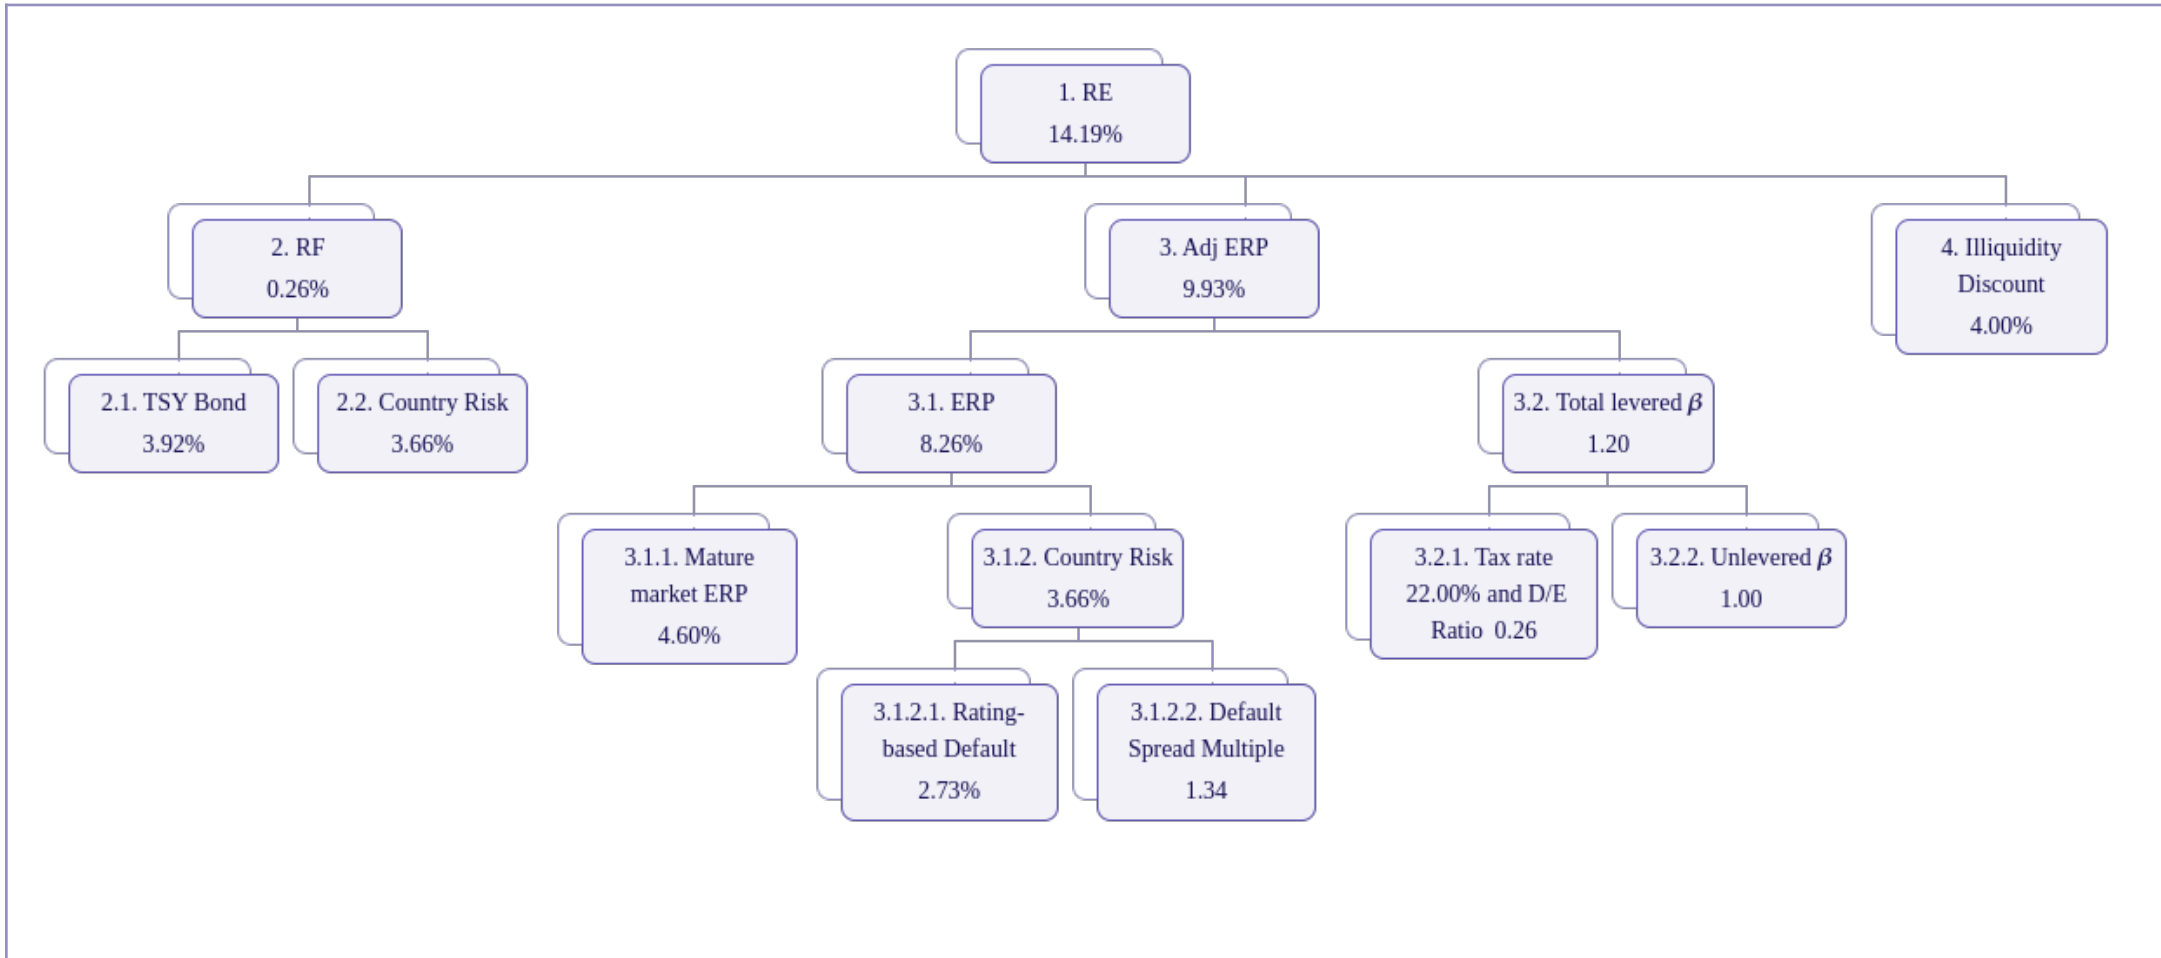 1. RE
14.19%
2. RF
0.26%
3. Adj ERP
9.93%
4. Illiquidity
Discount
4.00%
2.1. TSY Bond
3.92%
2.2. Country Risk
3.66%
3.1. ERP
8.26%
3.2. Total levered β
1.20
3.1.1. Mature
market ERP
4.60%
3.1.2. Country Risk
3.66%
3.2.1. Tax rate
22.00% and D/E
Ratio  0.26
3.2.2. Unlevered β
1.00
3.1.2.1. Rating-
based Default
2.73%
3.1.2.2. Default
Spread Multiple
1.34